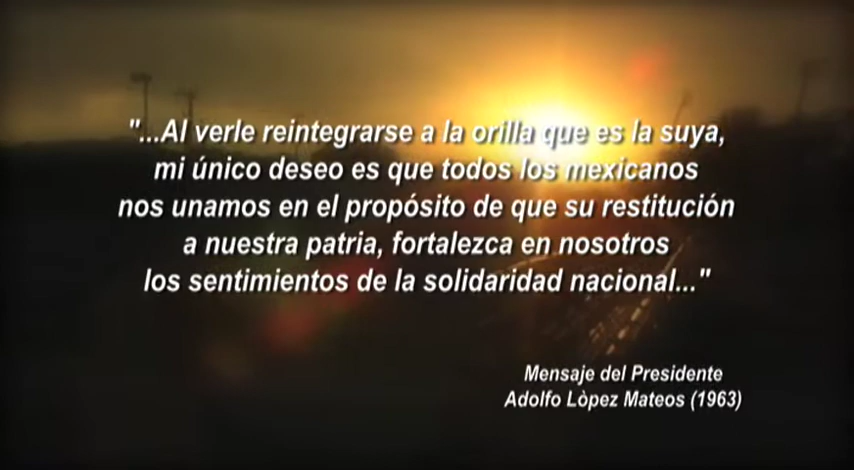 "...Al verle reintegrarse a la orilla que es la suya,
mi único deseo es que todos los mexicanos
nos unamos en el propósito de que su restitución
a nuestra patria, fortalezca en nosotros
los sentimientos de la solidaridad nacional..."
Mensaje del Presidente
Adolfo Lòpez Mateos (1963)